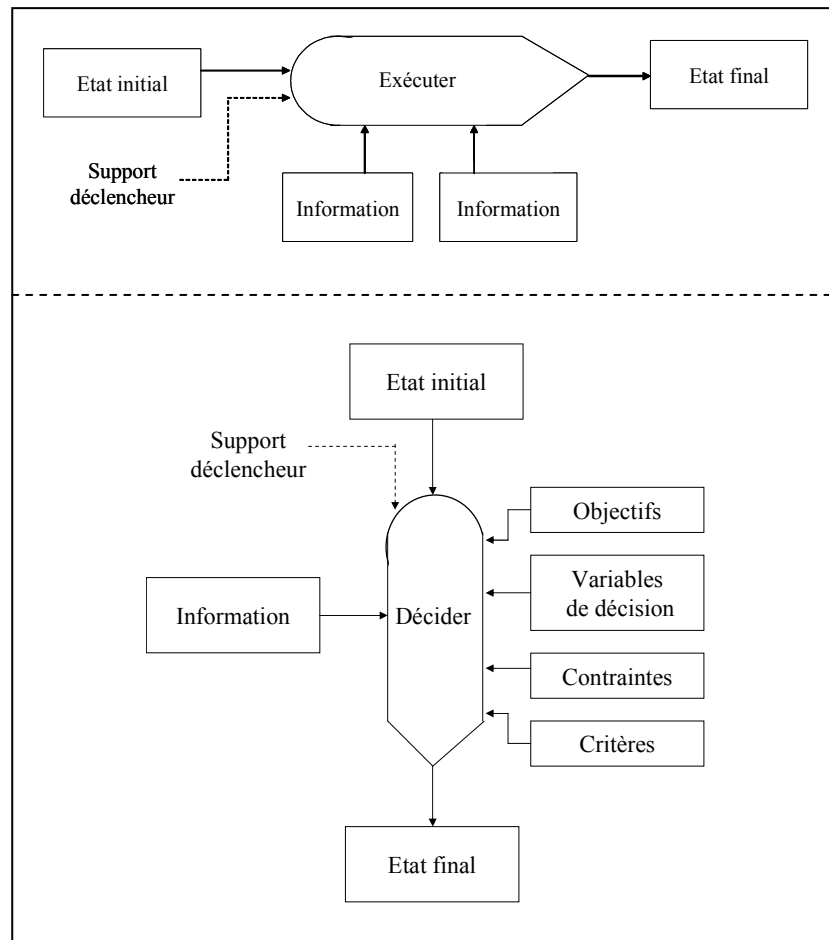 Etat initial
Exécuter
Etat final
Support
déclencheur
Information
Information
Etat initial
Support
déclencheur
Objectifs
Variables
de décision
Information
Décider
Contraintes
Critères
Etat final